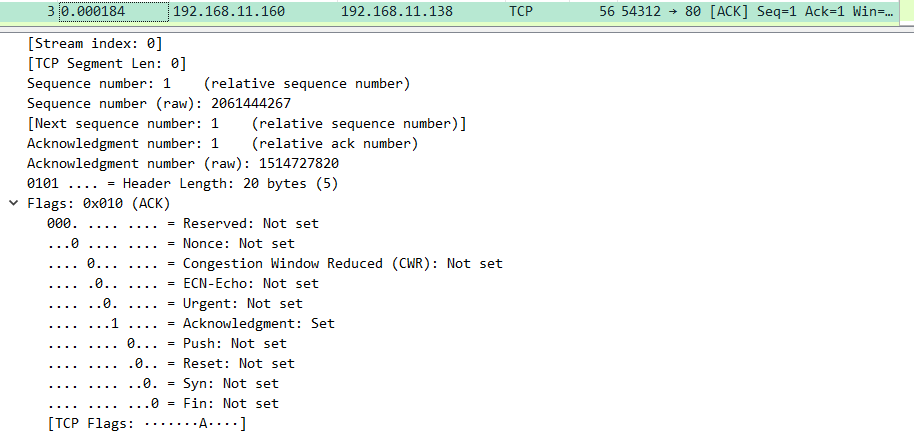 3 0.000184 192.168.11.160 192.168.11.138 TCP 56 54312 → 80 [ACK] Seq=1 Ack=1 Win=…
[Stream index: 0]
[TCP Segment Len: 0]
Sequence number: 1    (relative sequence number)
Sequence number (raw): 2061444267
[Next sequence number: 1    (relative sequence number)]
Acknowledgment number: 1    (relative ack number)
Acknowledgment number (raw): 1514727820
0101 .... = Header Length: 20 bytes (5)
Flags: 0x010 (ACK)
000. .... .... = Reserved: Not set
...0 .... .... = Nonce: Not set
.... 0... .... = Congestion Window Reduced (CWR): Not set
.... .0.. .... = ECN-Echo: Not set
.... ..0. .... = Urgent: Not set
.... ...1 .... = Acknowledgment: Set
.... .... 0... = Push: Not set
.... .... .0.. = Reset: Not set
.... .... ..0. = Syn: Not set
.... .... ...0 = Fin: Not set
[TCP Flags: ·······A····]